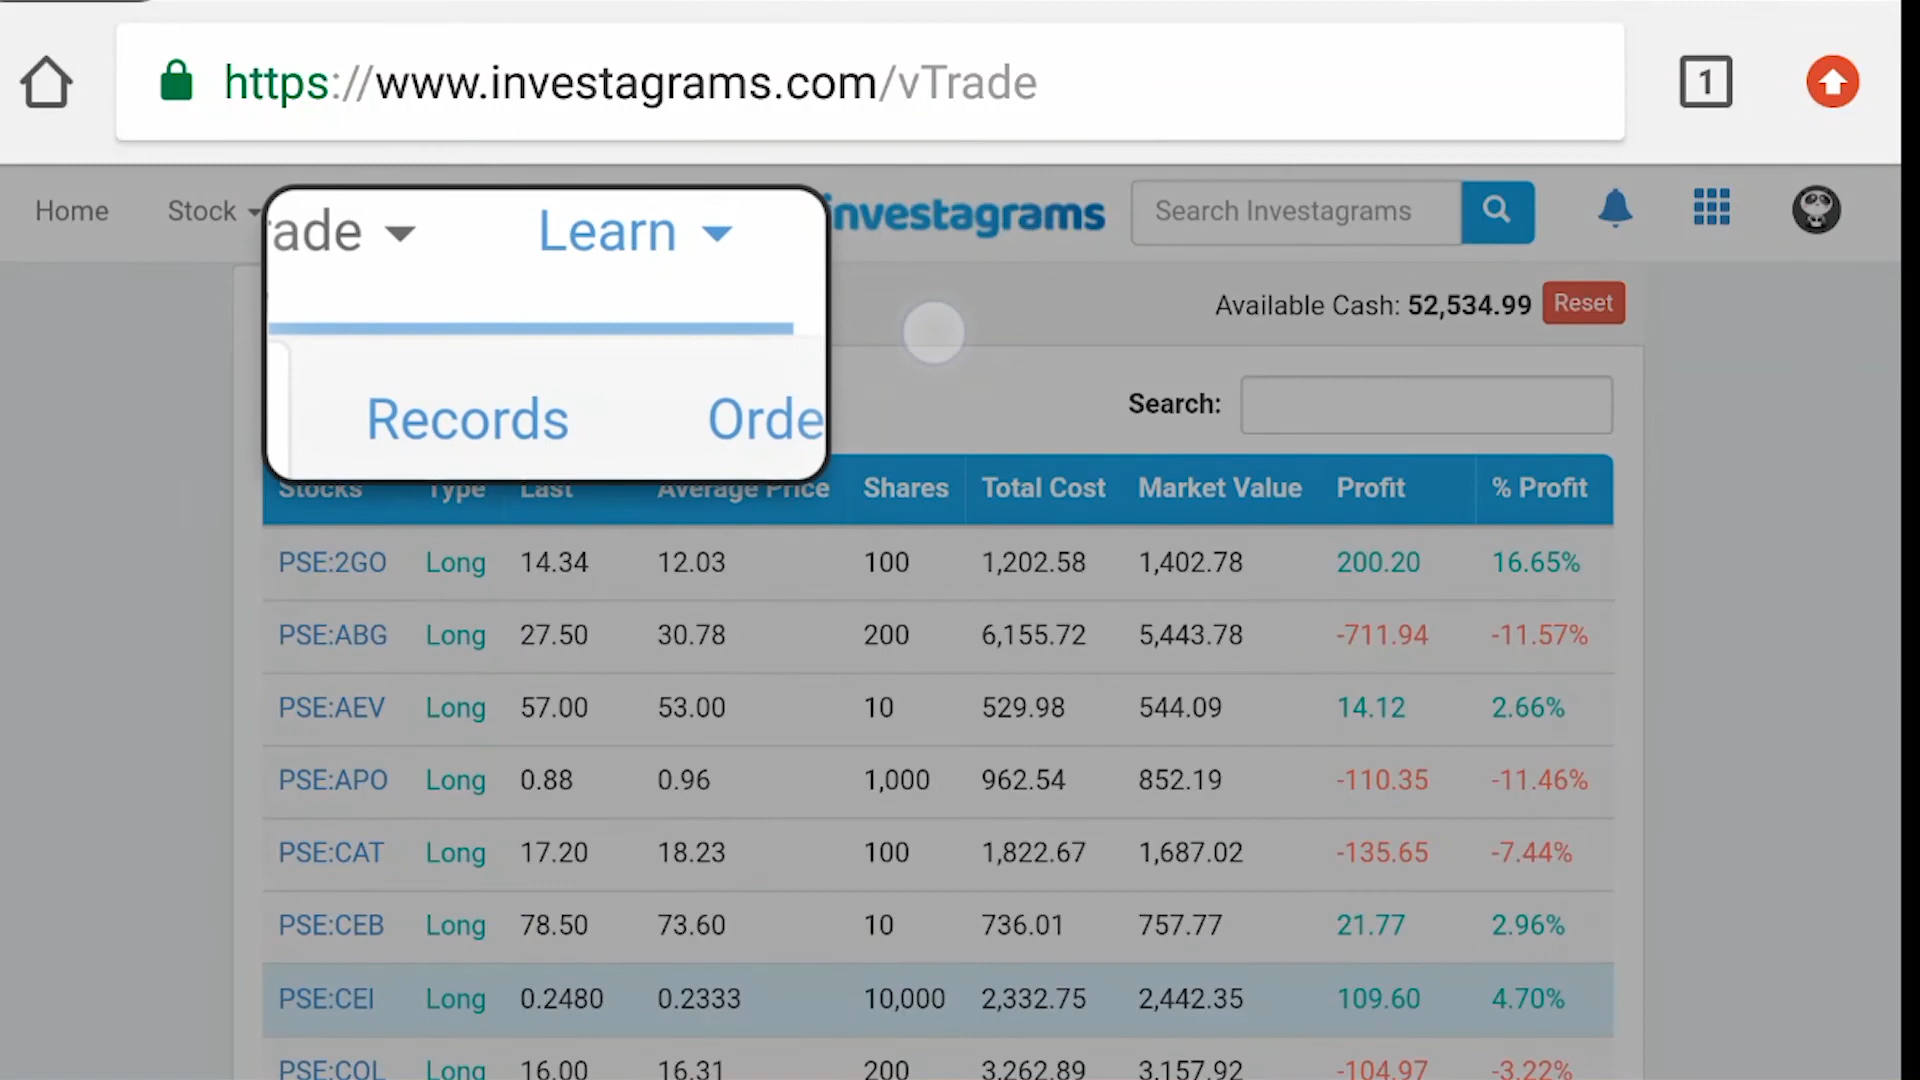 https://www.investagrams.com/vTrade
1
Home
Stock
ade
Learn
investagrams
Search Investagrams
Available Cash: 52,534.99
Reset
Records
Orde
Search:
Stocks Type Last Average Price Shares Total Cost Market Value Profit % Profit
PSE:2GO Long 14.34 12.03 100 1,202.58 1,402.78 200.20 16.65%
PSE:ABG Long 27.50 30.78 200 6,155.72 5,443.78 -711.94 -11.57%
PSE:AEV Long 57.00 53.00 10 529.98 544.09 14.12 2.66%
PSE:APO Long 0.88 0.96 1,000 962.54 852.19 -110.35 -11.46%
PSE:CAT Long 17.20 18.23 100 1,822.67 1,687.02 -135.65 -7.44%
PSE:CEB Long 78.50 73.60 10 736.01 757.77 21.77 2.96%
PSE:CEI Long 0.2480 0.2333 10,000 2,332.75 2,442.35 109.60 4.70%
PSE:COL Long 16.00 16.31 200 3,262.89 3,157.92 -104.97 -3.22%